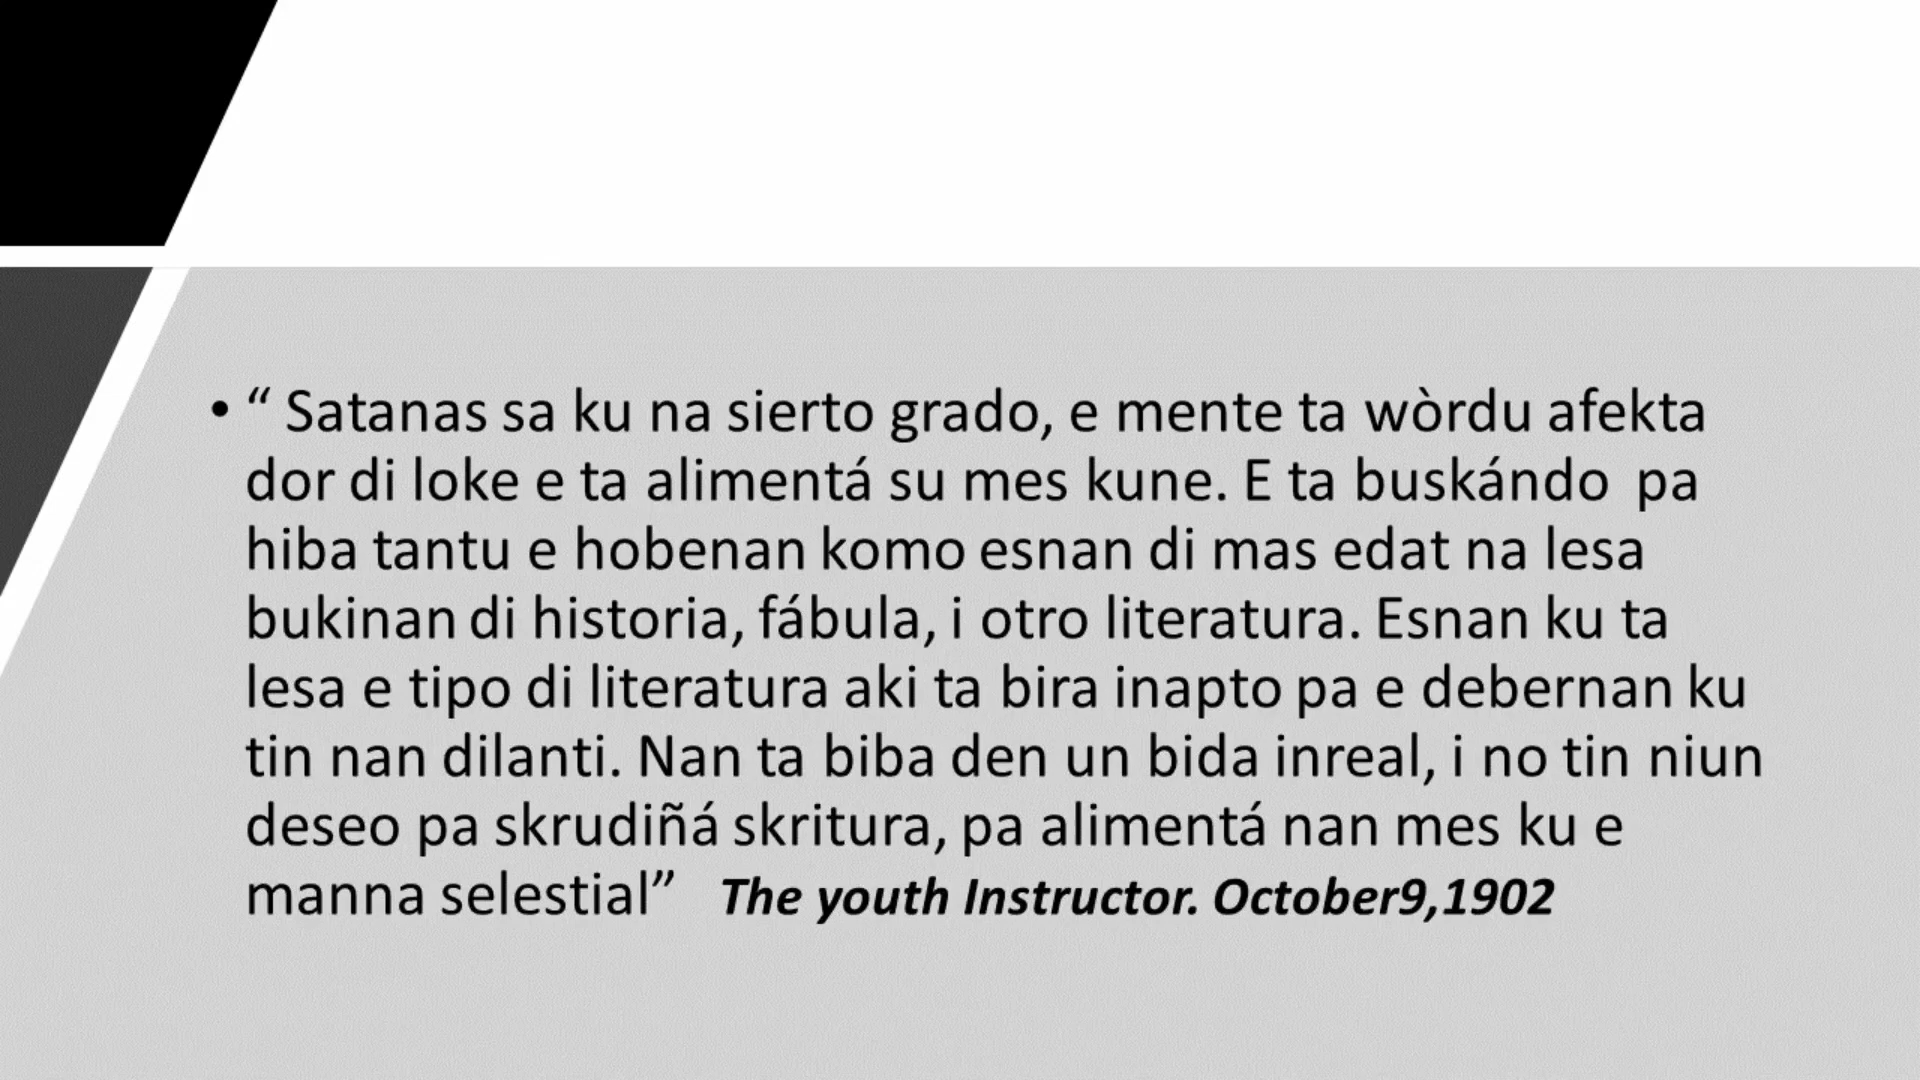 • “ Satanas sa ku na sierto grado, e mente ta wòrdu afekta
dor di loke e ta alimentá su mes kune. E ta buskándo  pa
hiba tantu e hobenan komo esnan di mas edat na lesa
bukinan di historia, fábula, i otro literatura. Esnan ku ta
lesa e tipo di literatura aki ta bira inapto pa e debernan ku
tin nan dilanti. Nan ta biba den un bida inreal, i no tin niun
deseo pa skrudiñá skritura, pa alimentá nan mes ku e
manna selestial”   The youth Instructor. October9,1902